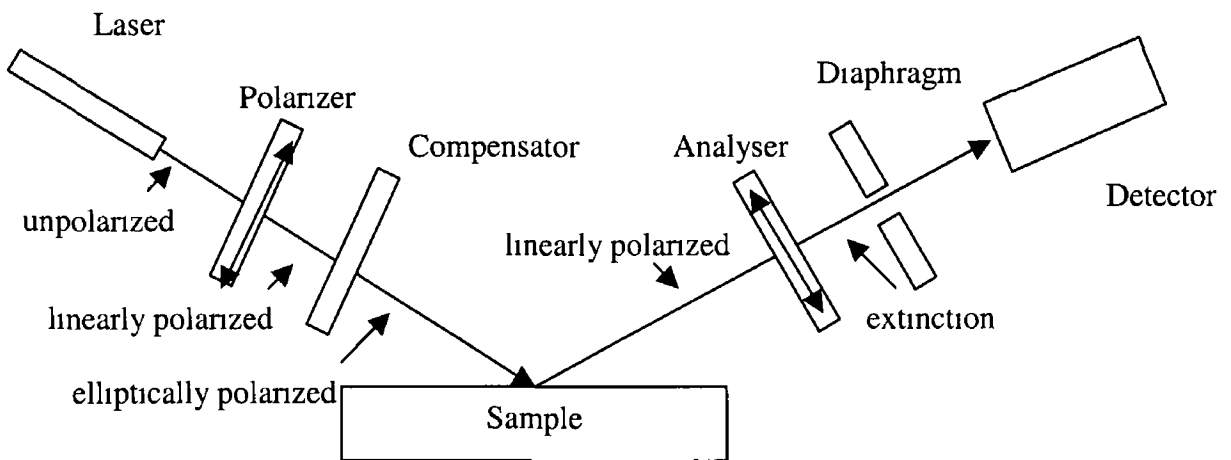 Laser
Polarizer
Compensator
Analyser
Diaphragm
Detector
unpolarized
linearly polarized
elliptically polarized
linearly polarized
extinction
Sample